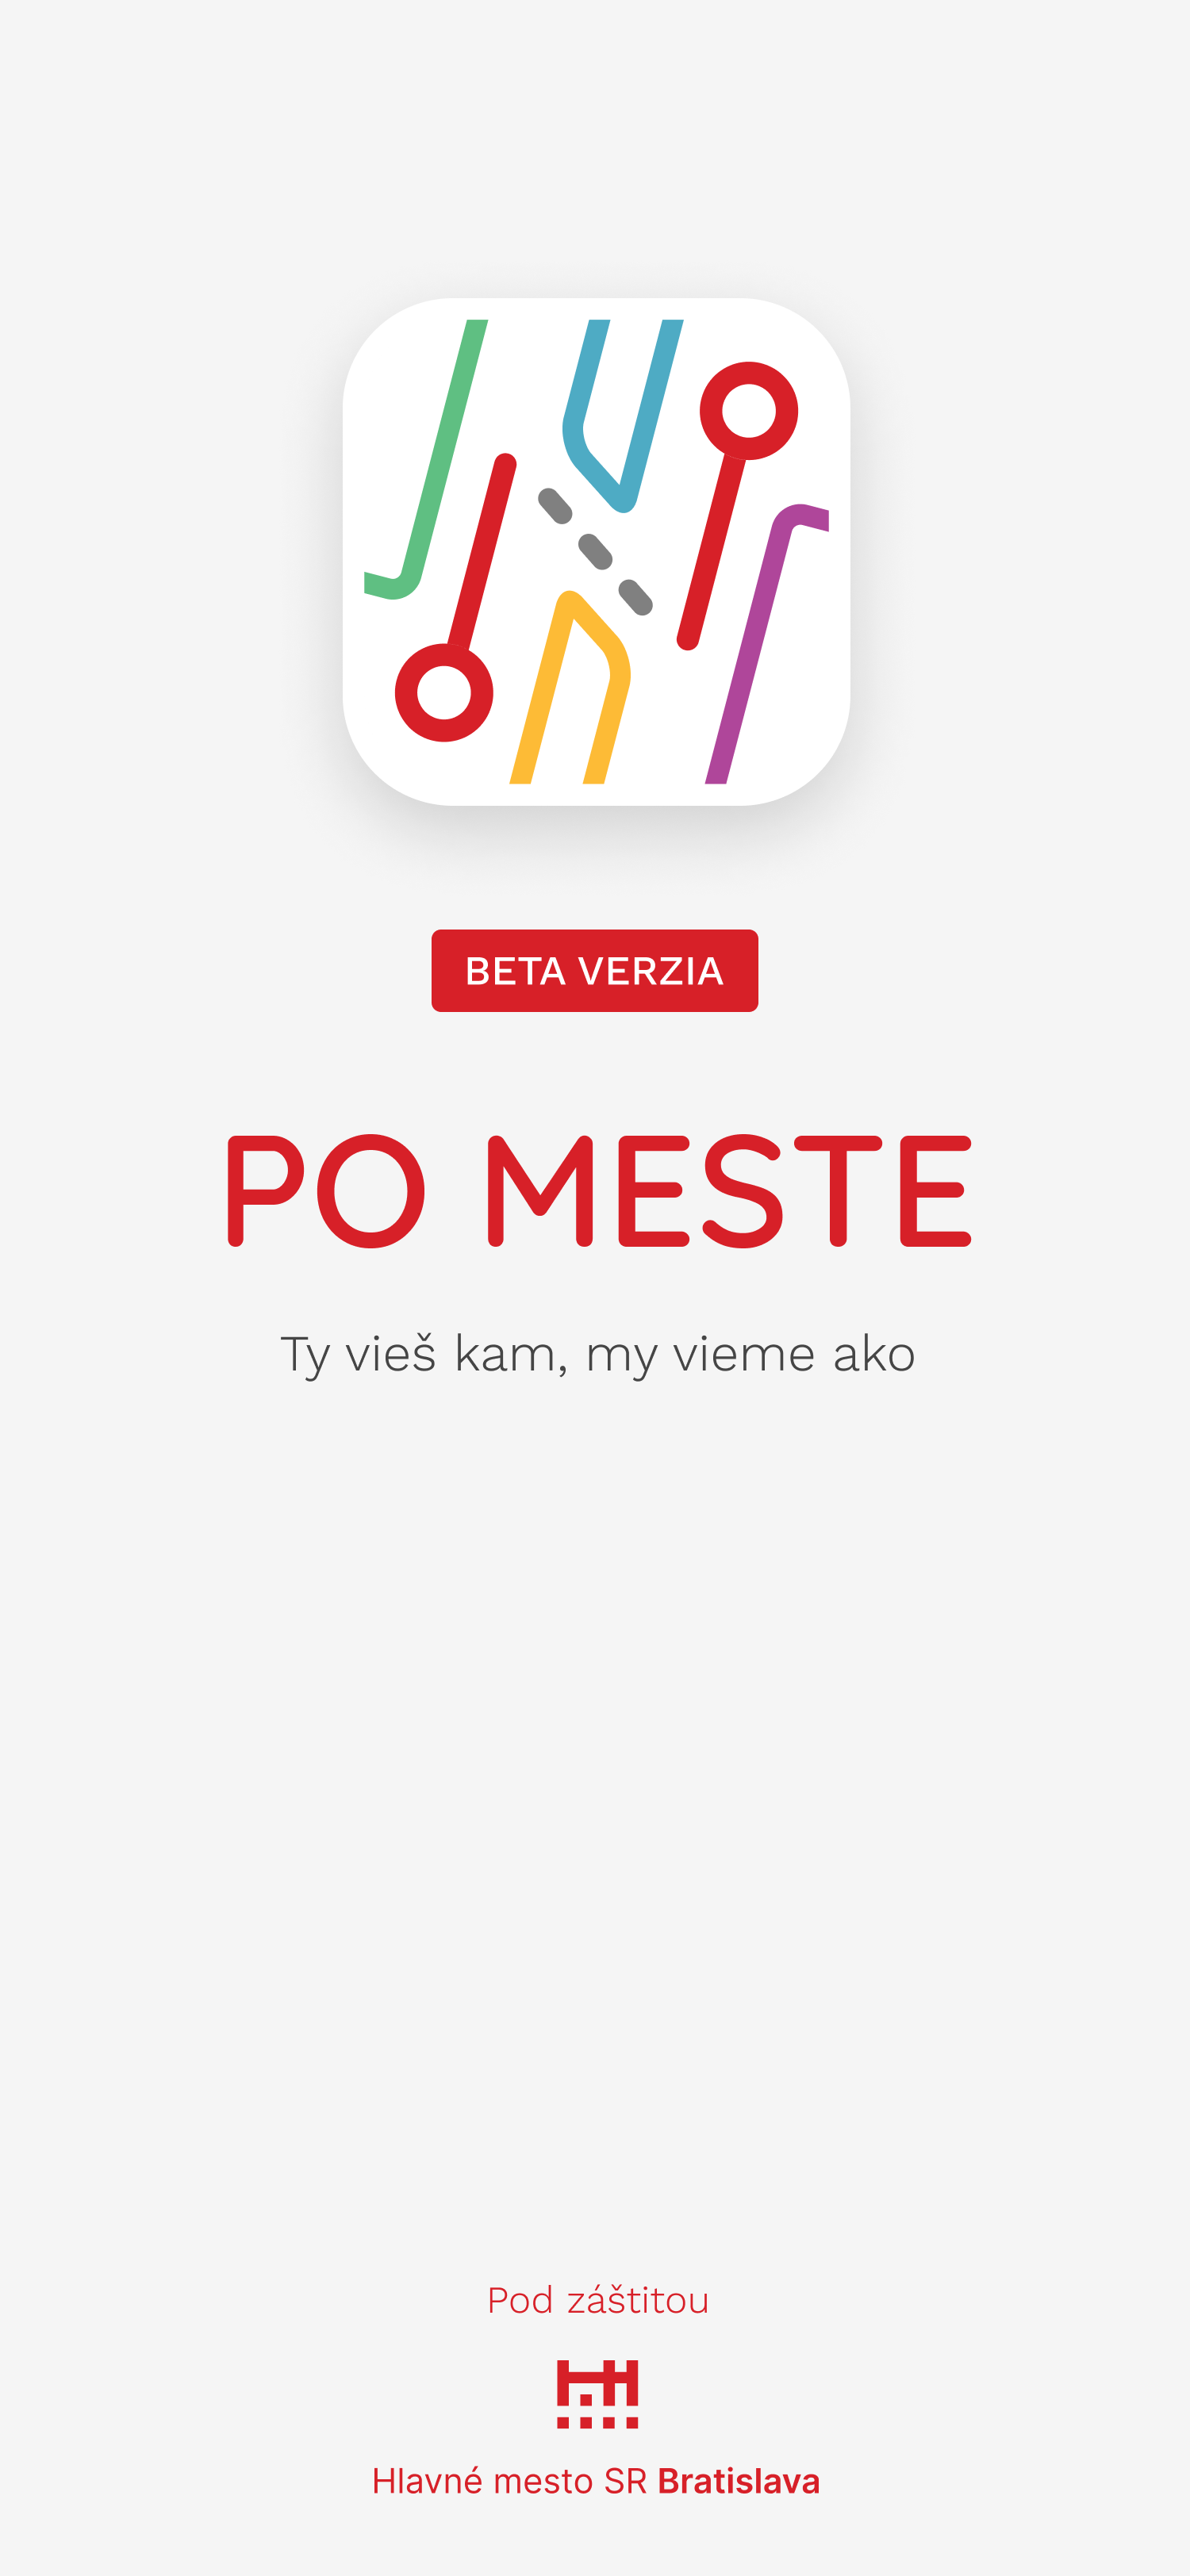 BETA VERZIA
PO MESTE
Ty vieš kam, my vieme ako
Pod záštitou
Hlavné mesto SR Bratislava